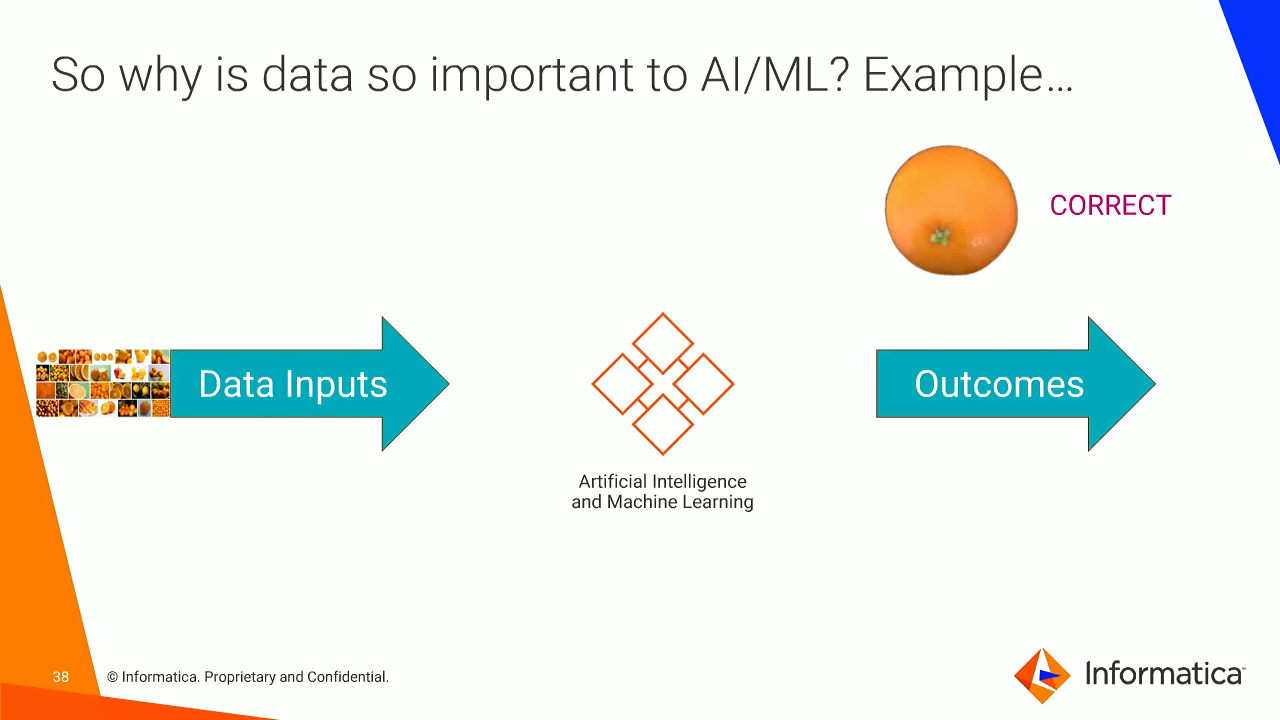 So why is data so important to AI/ML? Example…
CORRECT
Data Inputs
Outcomes
Artificial Intelligence
and Machine Learning
38
© Informatica. Proprietary and Confidential.
Informatica™